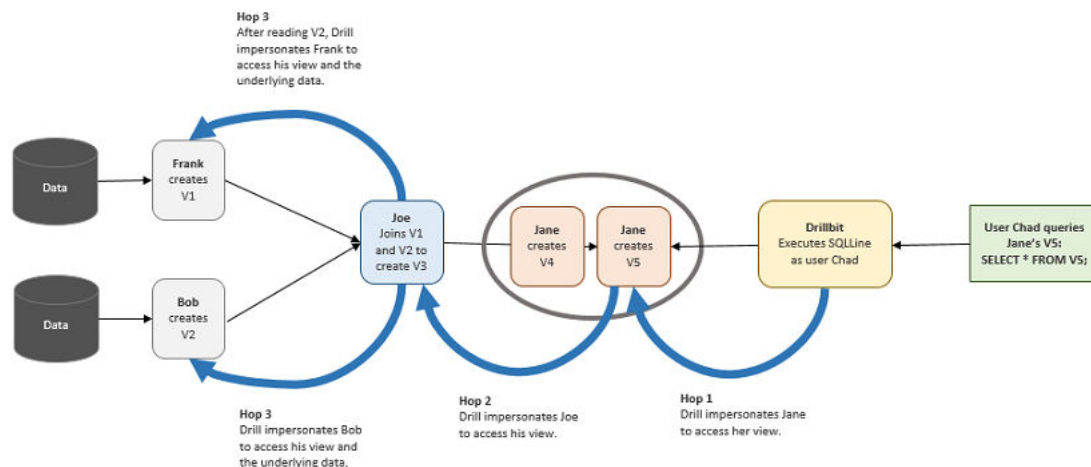 Hop 3
After reading V2, Drill
impersonates Frank to
access his view and the
underlying data.
Data
Frank
creates
V1
Joe
Joins V1
and V2 to
create V3
Jane
creates
V4
Jane
creates
V5
Drillbit
Executes SQLLine
as user Chad
User Chad queries
Jane's V5:
SELECT * FROM V5;
Data
Bob
creates
V2
Hop 3
Drill impersonates Bob
to access his view and
the underlying data.
Hop 2
Drill impersonates Joe
to access his view.
Hop 1
Drill impersonates Jane
to access her view.